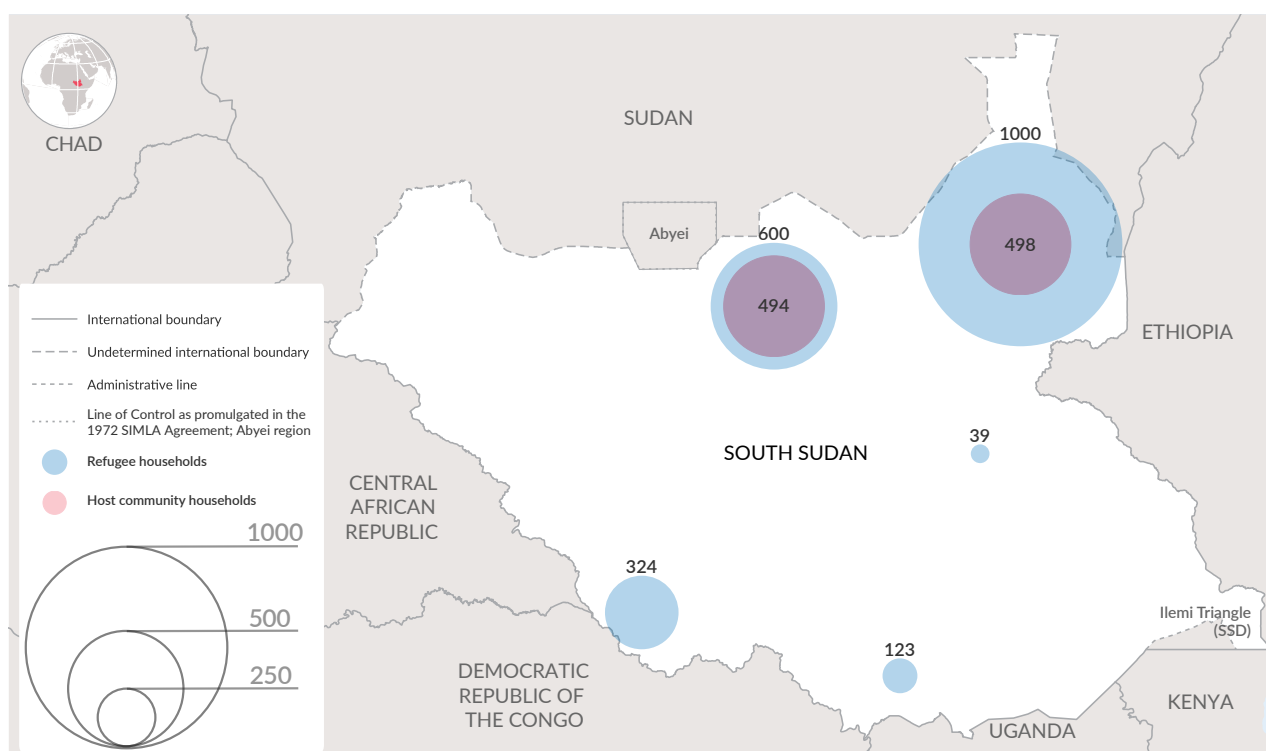 CHAD
SUDAN
1000
Abyei
600
498
494
ETHIOPIA
International boundary
Undetermined international boundary
Administrative line
Line of Control as promulgated in the
1972 SIMLA Agreement; Abyei region
Refugee households
Host community households
1000
500
250
39
SOUTH SUDAN
CENTRAL
AFRICAN
REPUBLIC
324
Ilemi Triangle
(SSD)
123
DEMOCRATIC
REPUBLIC OF
THE CONGO
KENYA
UGANDA